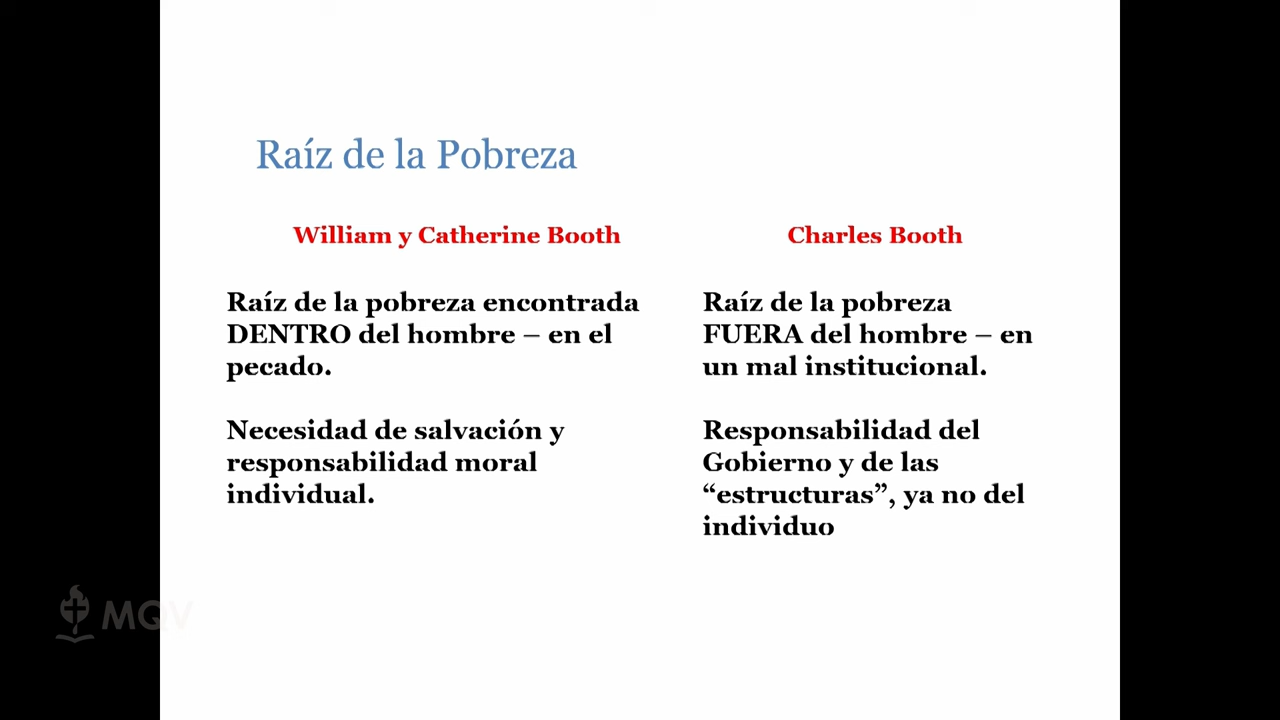 Raíz de la Pobreza
William y Catherine Booth
Raíz de la pobreza encontrada
DENTRO del hombre – en el
pecado.
Necesidad de salvación y
responsabilidad moral
individual.
Charles Booth
Raíz de la pobreza
FUERA del hombre – en
un mal institucional.
Responsabilidad del
Gobierno y de las
“estructuras”, ya no del
individuo
MQV